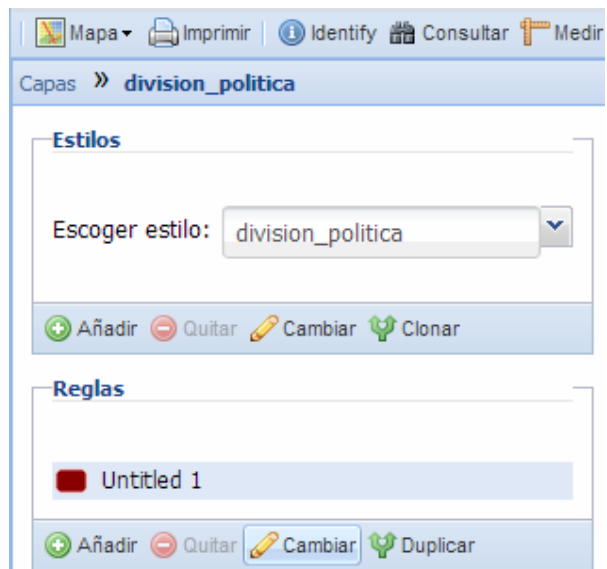 Mapa Imprimir Identify Consultar Medir
Capas » division_politica
Estilos
Escoger estilo: division_politica
Añadir Quitar Cambiar Clonar
Reglas
Untitled 1
Añadir Quitar Cambiar Duplicar